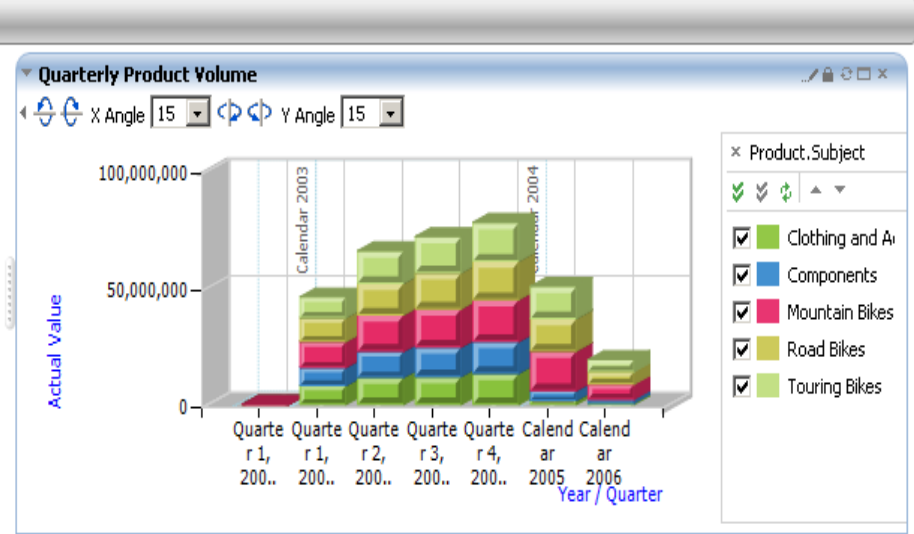 Quarterly Product Volume
X Angle 15 Y Angle 15
Product.Subject
Clothing and A
Components
Mountain Bikes
Road Bikes
Touring Bikes
100,000,000
50,000,000
0
Actual Value
Calendar 2003
Calendar 2004
Quarte
r 1,
200..
Quarte
r 1,
200..
Quarte
r 2,
200..
Quarte
r 3,
200..
Quarte
r 4,
200..
Calend
ar
2005
Calend
ar
2006
Year / Quarter